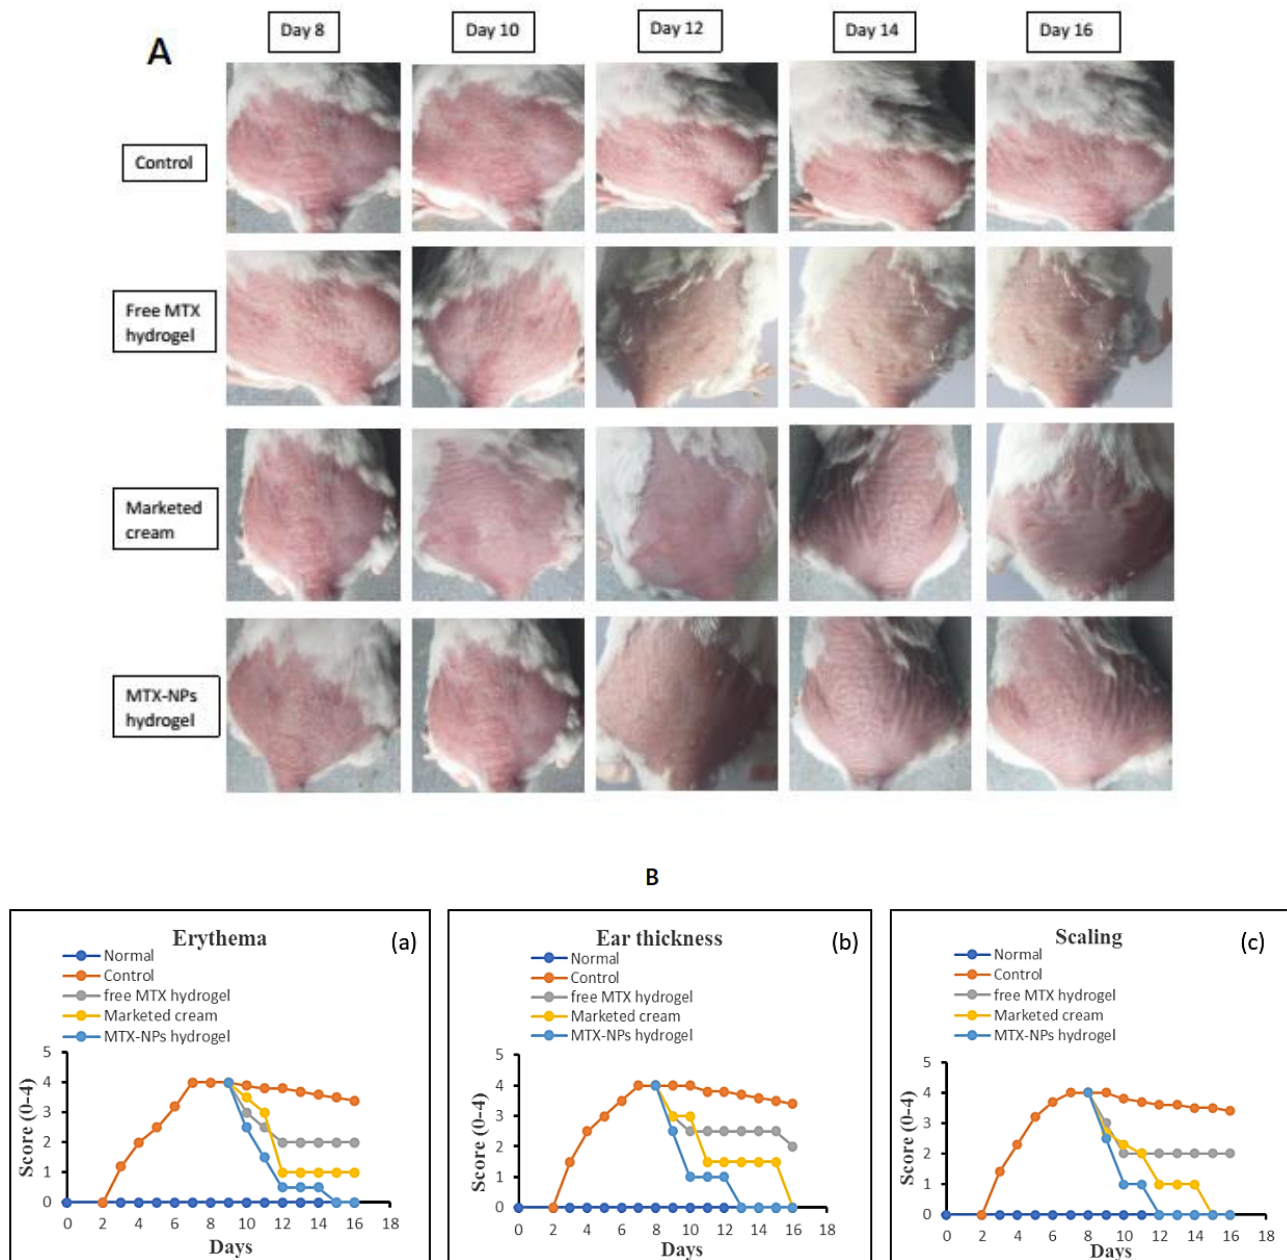 A
Day 8
Day 10
Day 12
Day 14
Day 16
Control
Free MTX
hydrogel
Marketed
cream
MTX-NPs
hydrogel
B
Erythema
(a)
Normal
Control
free MTX hydrogel
Marketed cream
MTX-NPs hydrogel
5
4
3
2
1
0
Score (0-4)
0 2 4 6 8 10 12 14 16 18
Days
Ear thickness
(b)
Normal
Control
free MTX hydrogel
Marketed cream
MTX-NPs hydrogel
5
4
3
2
1
0
Score (0-4)
0 2 4 6 8 10 12 14 16 18
Days
Scaling
(c)
Normal
Control
free MTX hydrogel
Marketed cream
MTX-NPs hydrogel
5
4
3
2
1
0
Score (0-4)
0 2 4 6 8 10 12 14 16 18
Days